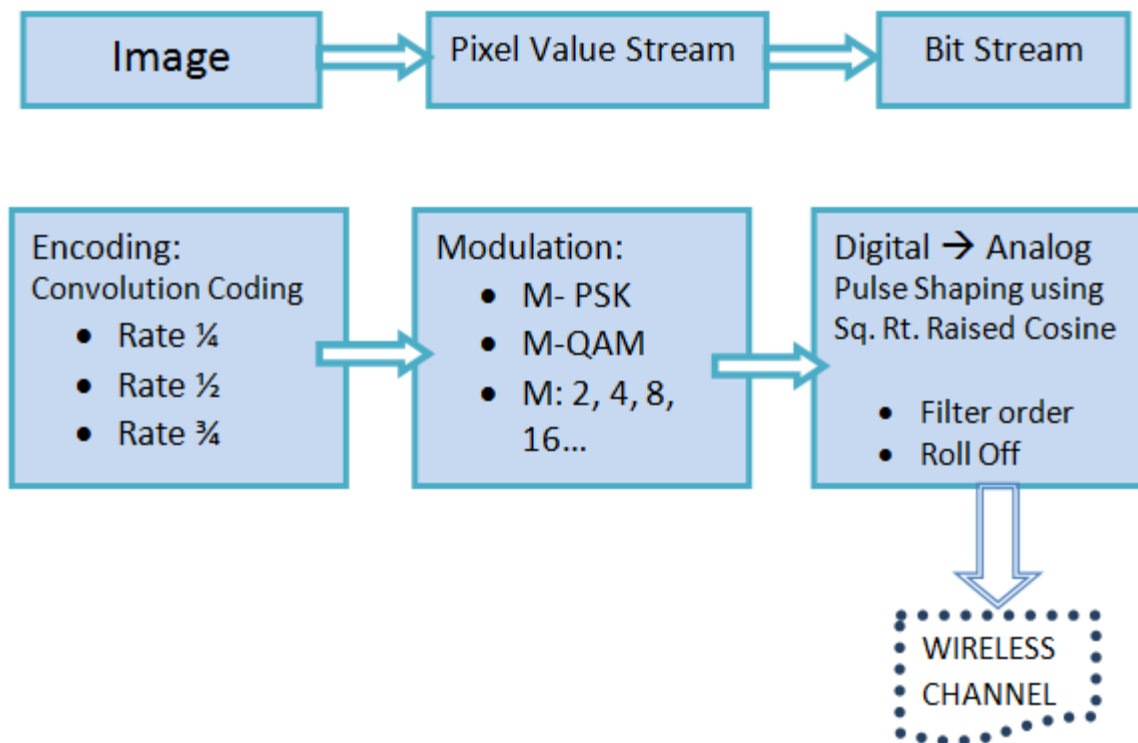 Image
Pixel Value Stream
Bit Stream
Encoding:
Convolution Coding
• Rate ¼
• Rate ½
• Rate ¾
Modulation:
• M- PSK
• M-QAM
• M: 2, 4, 8,
16...
Digital → Analog
Pulse Shaping using
Sq. Rt. Raised Cosine
• Filter order
• Roll Off
WIRELESS
CHANNEL